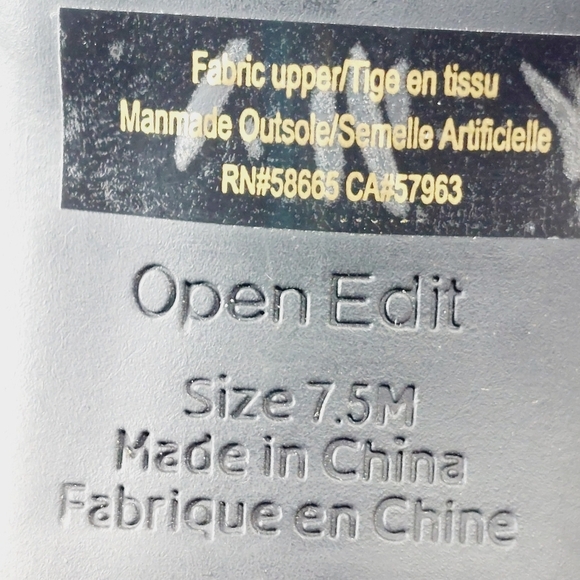 Fabric upper/Tige en tissu
Manmade Outsole/Semelle Artificielle
RN#58665 CA#57963
Open Edit
Size 7.5M
Made in China
Fabrique en Chine